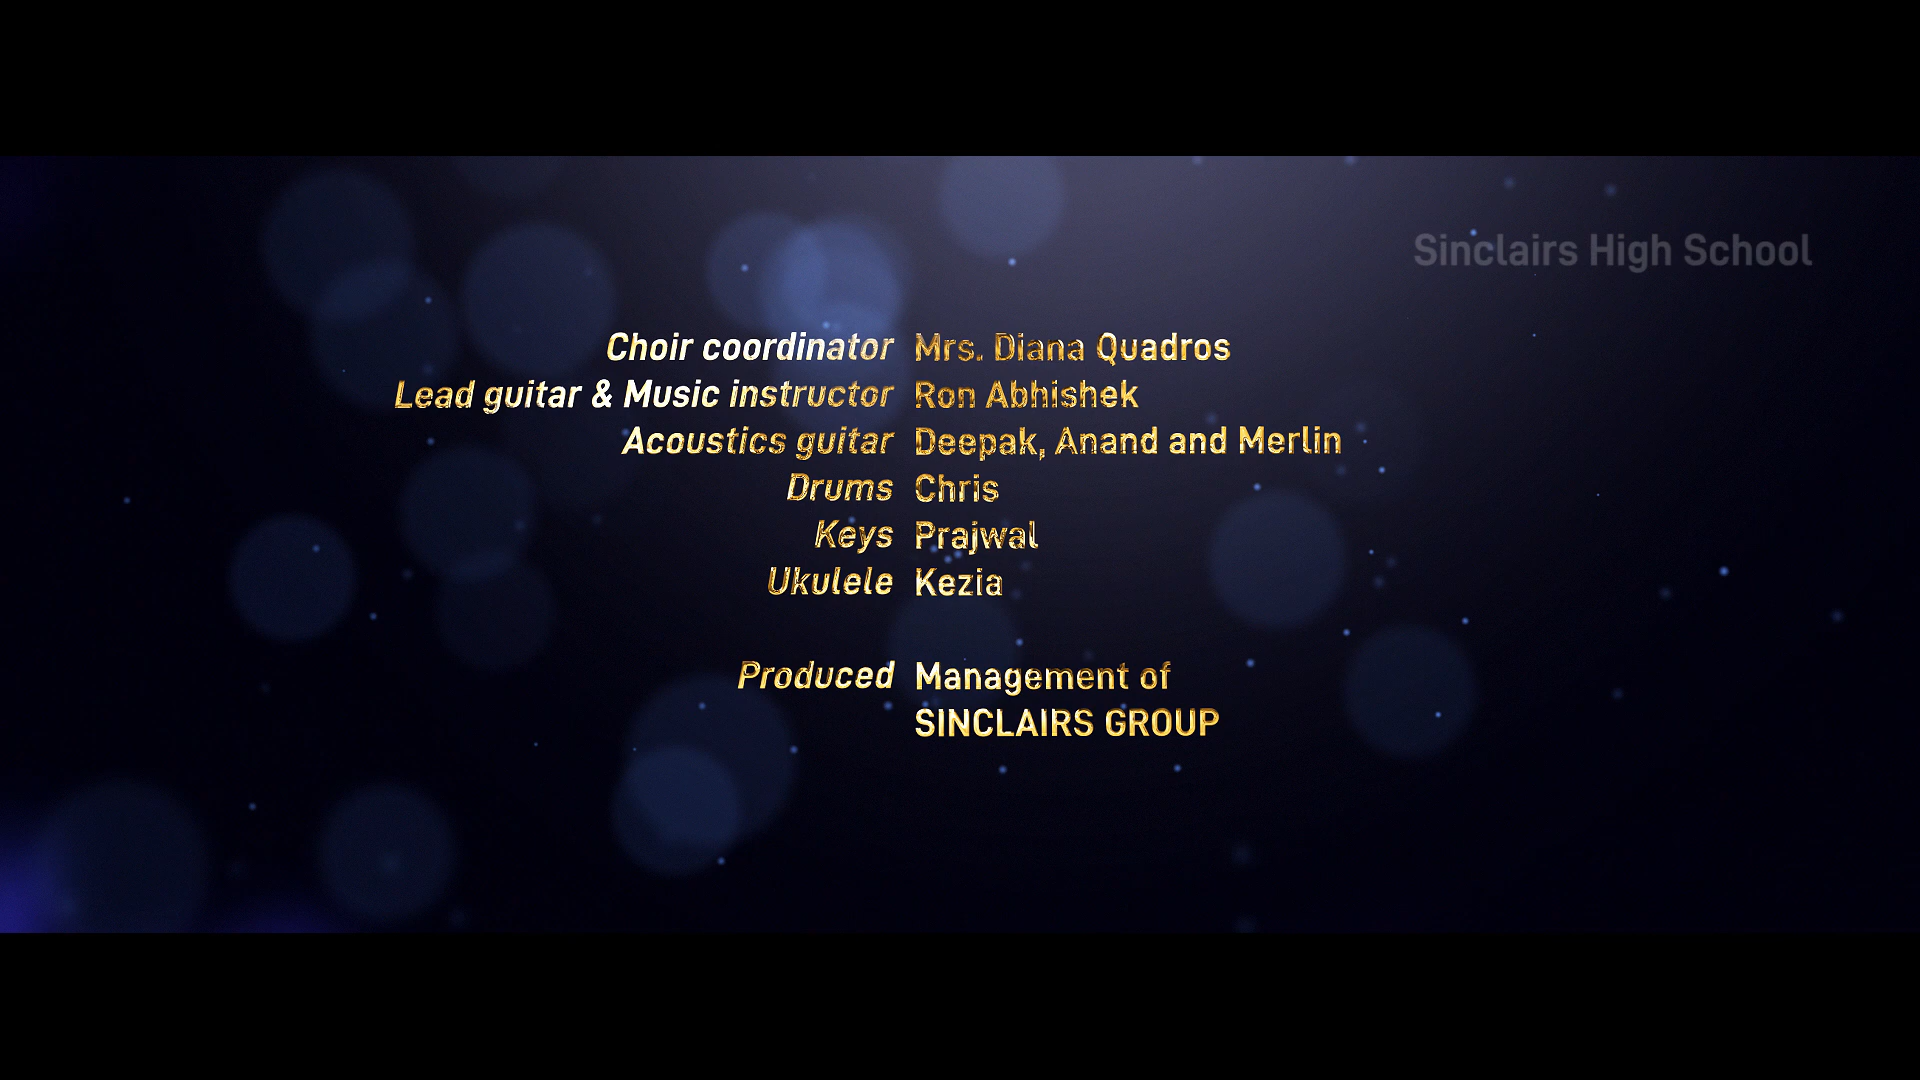 Sinclairs High School
Choir coordinator Mrs. Diana Quadros
Lead guitar & Music instructor Ron Abhishek
Acoustics guitar Deepak, Anand and Merlin
Drums Chris
Keys Prajwal
Ukulele Kezia
Produced Management of
SINCLAIRS GROUP